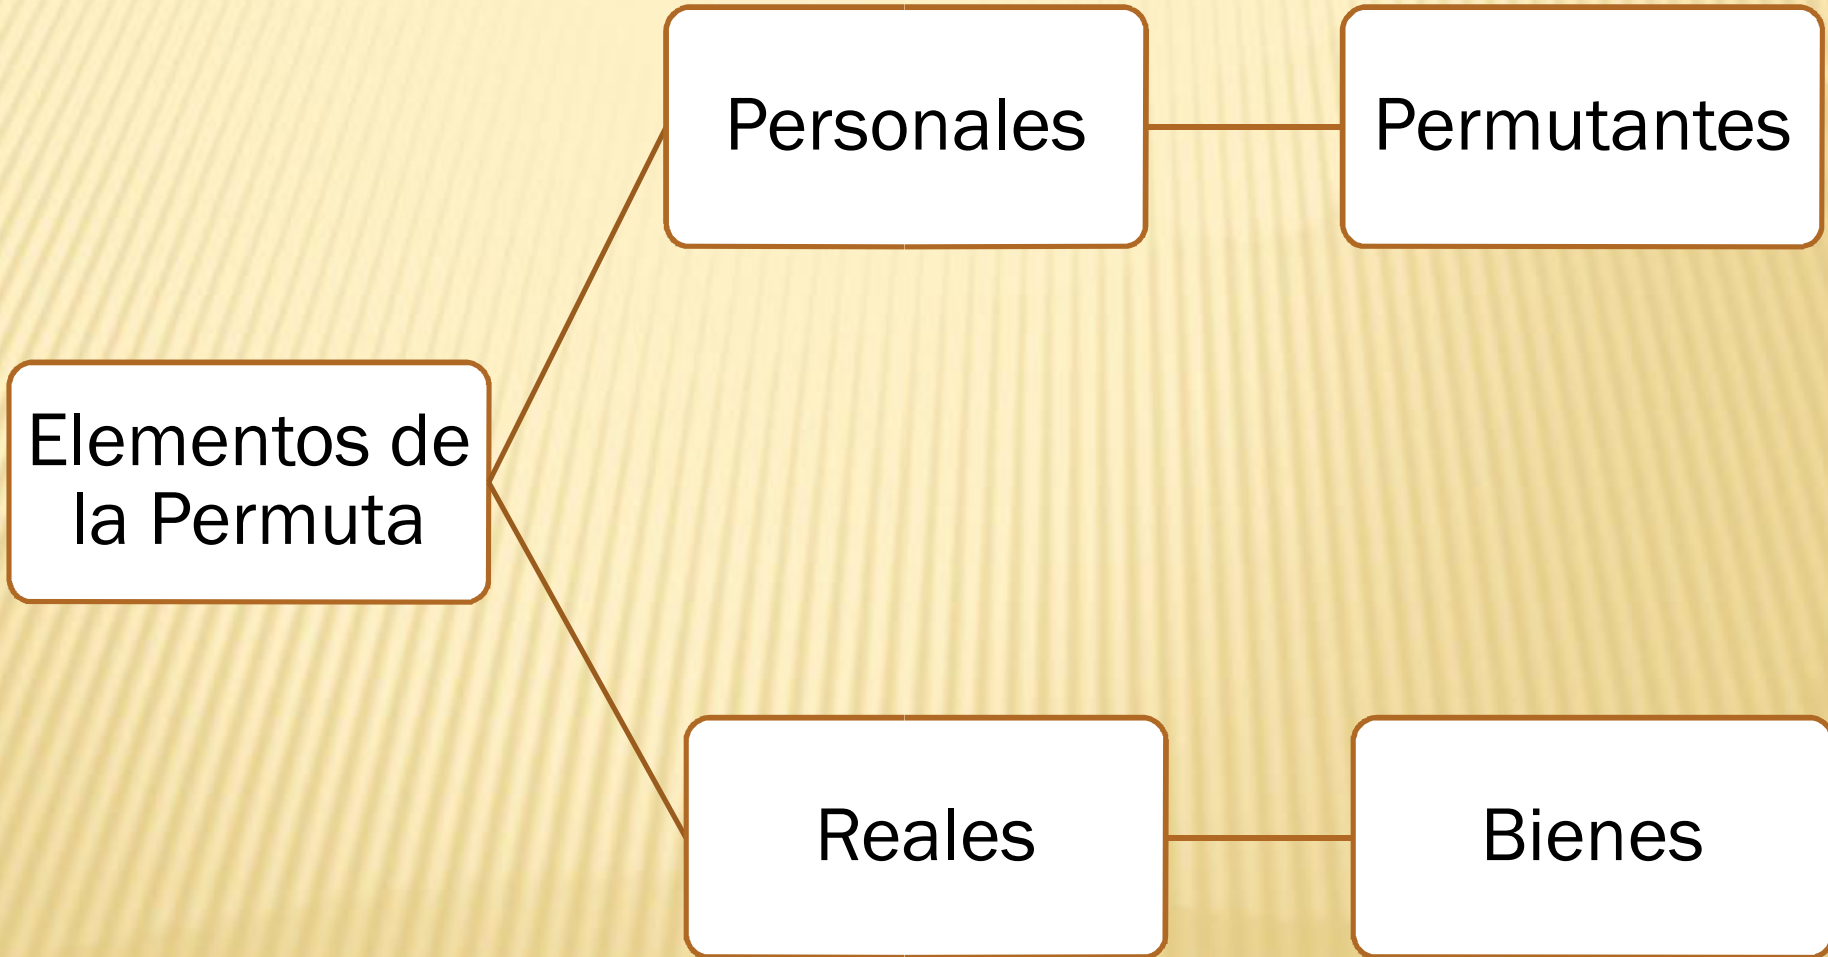 Personales
Permutantes
Elementos de
la Permuta
Reales
Bienes